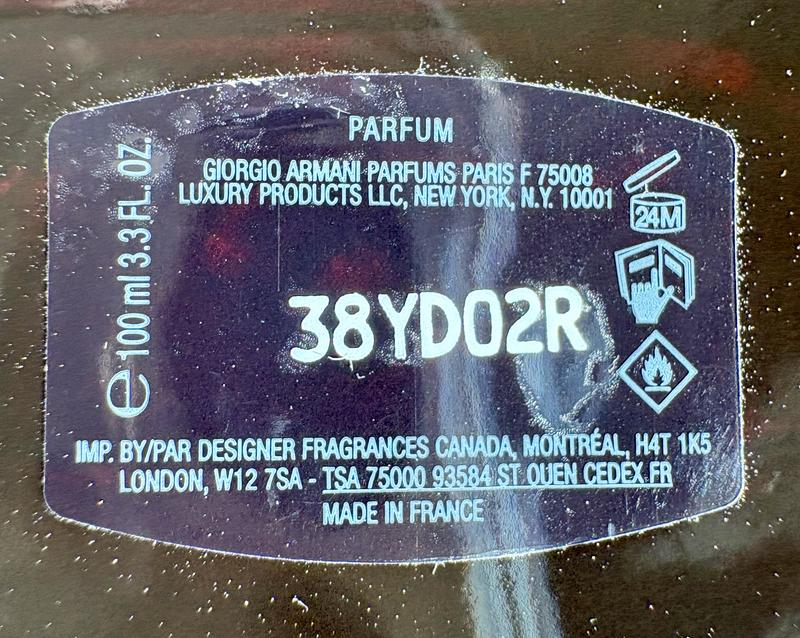 PARFUM
GIORGIO ARMANI PARFUMS PARIS F 75008
LUXURY PRODUCTS LLC, NEW YORK, N.Y. 10001
24M
e 100 ml 3.3 FL. OZ.
38YD02R
IMP. BY/PAR DESIGNER FRAGRANCES CANADA, MONTRÉAL, H4T 1K5
LONDON, W12 7SA - TSA 75000 93584 ST OUEN CEDEX FR
MADE IN FRANCE